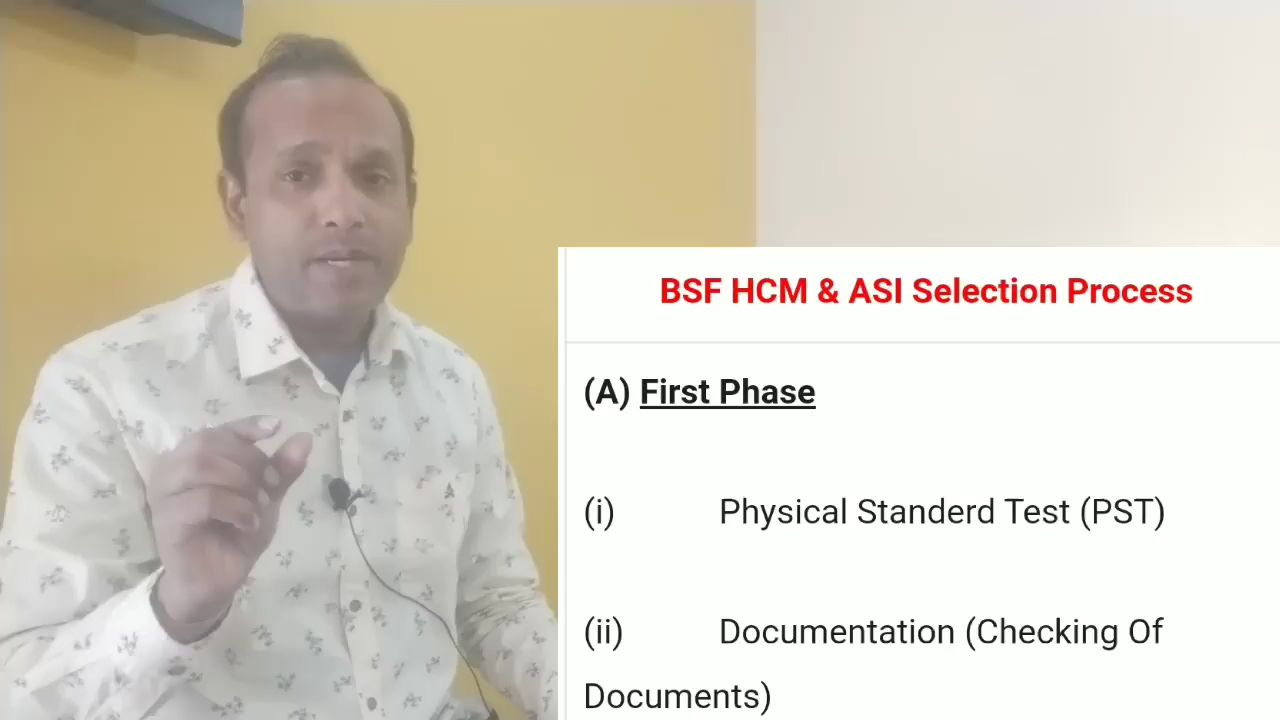 BSF HCM & ASI Selection Process
(A) First Phase
(i) Physical Standerd Test (PST)
(ii) Documentation (Checking Of
Documents)